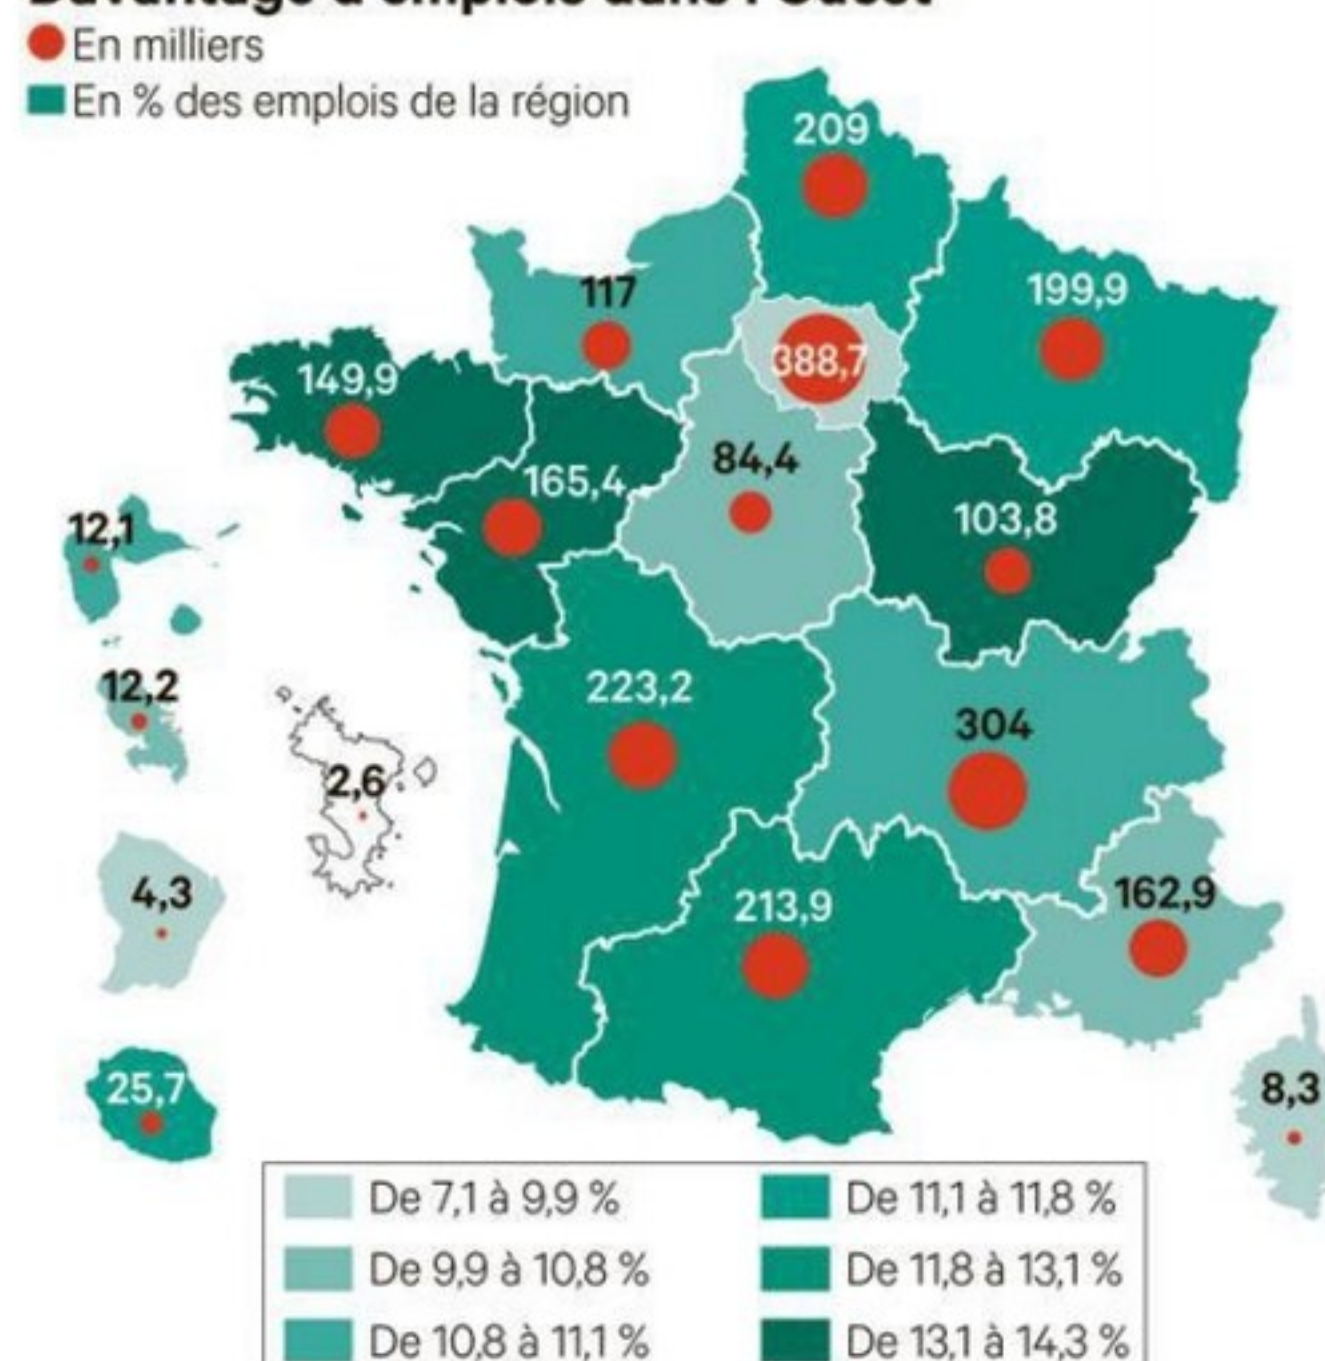 En milliers
En % des emplois de la région
209
199,9
117
388,7
149,9
84,4
165,4
103,8
12,1
12,2
223,2
304
2,6
4,3
213,9
162,9
25,7
8,3
De 7,1 à 9,9 %
De 9,9 à 10,8 %
De 10,8 à 11,1 %
De 11,1 à 11,8 %
De 11,8 à 13,1 %
De 13,1 à 14,3 %